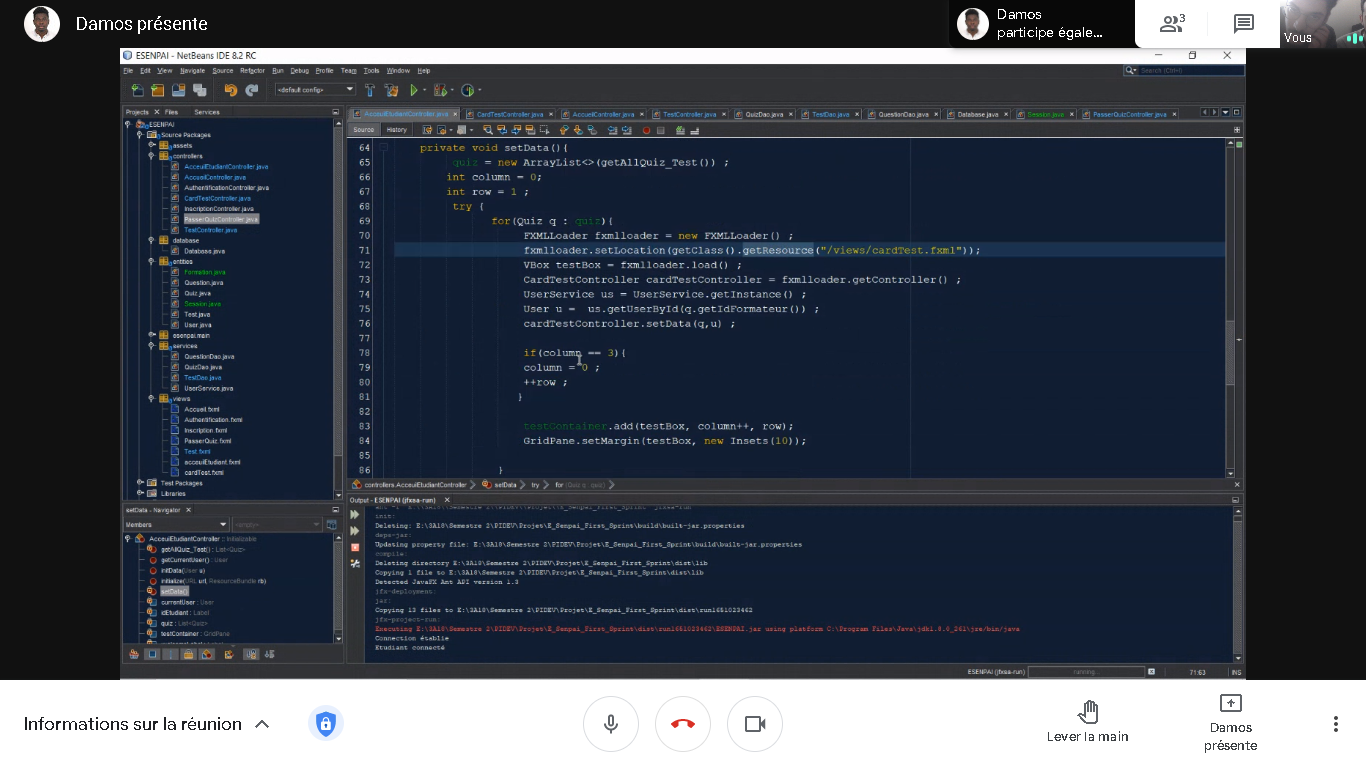 Damos présente
Damos
participe égale...
3
Vous
ESENPAI - NetBeans IDE 8.2 RC
File Edit View Navigate Source Refactor Run Debug Profile Team Tools Window Help
Search (Ctrl+I)
<default config>
Projects Files Services
ESENPAI
Source Packages
assets
controllers
AcceuilEtudiantController.java
AccueilController.java
AuthentificationController.java
CardTestController.java
InscriptionController.java
PasserQuizController.java
TestController.java
database
Database.java
entities
Formation.java
Question.java
Quiz.java
Session.java
Test.java
User.java
esenpai.main
services
QuestionDao.java
QuizDao.java
TestDao.java
UserService.java
views
Accueil.fxml
Authentification.fxml
Inscription.fxml
PasserQuiz.fxml
Test.fxml
acceuilEtudiant.fxml
cardTest.fxml
Test Packages
Libraries
AcceuilEtudiantController.java CardTestController.java AccueilController.java TestController.java QuizDao.java TestDao.java QuestionDao.java Database.java Session.java PasserQuizController.java
Source History
64 private void setData(){
65 quiz = new ArrayList<>(getAllQuiz_Test()) ;
66 int column = 0;
67 int row = 1 ;
68 try {
69 for(Quiz q : quiz){
70 FXMLLoader fxmlloader = new FXMLLoader() ;
71 fxmlloader.setLocation(getClass().getResource("/views/cardTest.fxml"));
72 VBox testBox = fxmlloader.load() ;
73 CardTestController cardTestController = fxmlloader.getController() ;
74 UserService us = UserService.getInstance() ;
75 User u =  us.getUserById(q.getIdFormateur()) ;
76 cardTestController.setData(q,u) ;
77
78 if(column == 3){
79 column = 0 ;
80 ++row ;
81 }
82
83 testContainer.add(testBox, column++, row);
84 GridPane.setMargin(testBox, new Insets(10));
85
86 }
controllers.AcceuilEtudiantController setData try for (Quiz q : quiz)
setData - Navigator
Members <empty>
AcceuilEtudiantController :: Initializable
getAllQuiz_Test() : List<Quiz>
getCurrentUser() : User
initData(User u)
initialize(URL url, ResourceBundle rb)
setData()
currentUser : User
idEtudiant : Label
quiz : List<Quiz>
testContainer : GridPane
Output - ESENPAI (jfxsa-run)
init:
Deleting: E:\3A18\Semestre 2\PIDEV\Projet\E_Senpai_First_Sprint\build\built-jar.properties
deps-jar:
Updating property file: E:\3A18\Semestre 2\PIDEV\Projet\E_Senpai_First_Sprint\build\built-jar.properties
compile:
Deleting directory E:\3A18\Semestre 2\PIDEV\Projet\E_Senpai_First_Sprint\dist\lib
Copying 1 file to E:\3A18\Semestre 2\PIDEV\Projet\E_Senpai_First_Sprint\dist\lib
Detected JavaFX Ant API version 1.3
jfx-deployment:
jar:
Copying 13 files to E:\3A18\Semestre 2\PIDEV\Projet\E_Senpai_First_Sprint\dist\run1651023462
jfx-project-run:
Executing E:\3A18\Semestre 2\PIDEV\Projet\E_Senpai_First_Sprint\dist\run1651023462\ESENPAI.jar using platform C:\Program Files\Java\jdk1.8.0_261\jre/bin/java
Connection établie
Etudiant connecté
ESENPAI (jfxsa-run) running... 71:63 INS
Informations sur la réunion
Lever la main
Damos
présente